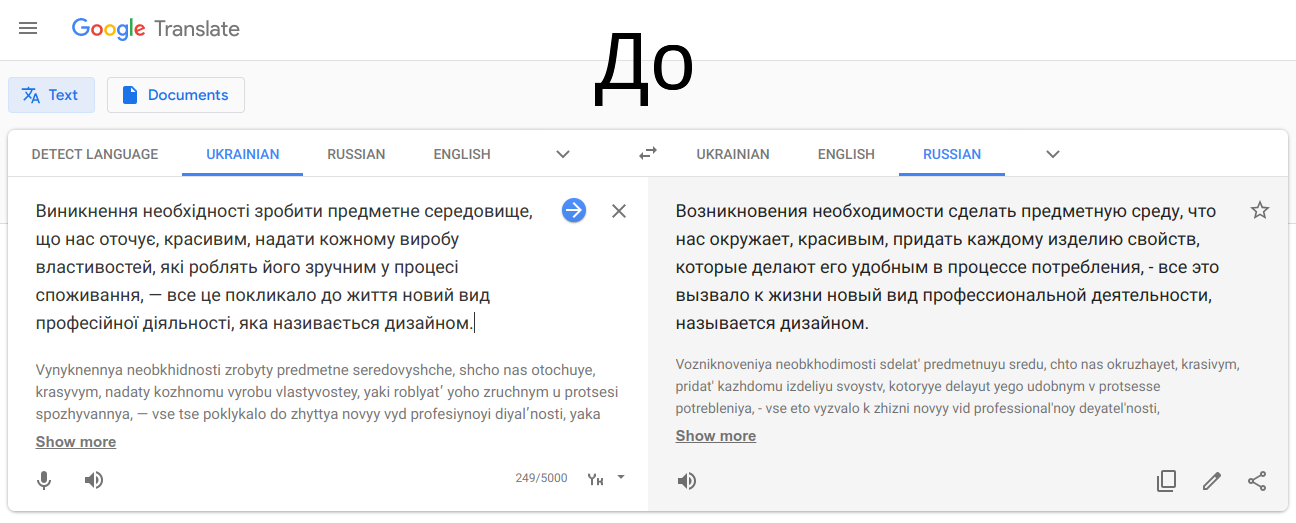 Google Translate
До
Text
Documents
DETECT LANGUAGE UKRAINIAN RUSSIAN ENGLISH
UKRAINIAN ENGLISH RUSSIAN
Виникнення необхідності зробити предметне середовище,
що нас оточує, красивим, надати кожному виробу
властивостей, які роблять його зручним у процесі
споживання, — все це покликало до життя новий вид
професійної діяльності, яка називається дизайном.
Vynyknennya neobkhidnosti zrobyty predmetne seredovyshche, shcho nas otochuye,
krasyvym, nadaty kozhnomu vyrobu vlastyvostey, yaki roblyatʹ yoho zruchnym u protsesi
spozhyvannya, — vse tse poklykalo do zhyttya novyy vyd profesiynoyi diyalʹnosti, yaka
Show more
249/5000
Ук
Возникновения необходимости сделать предметную среду, что
нас окружает, красивым, придать каждому изделию свойств,
которые делают его удобным в процессе потребления, - все это
вызвало к жизни новый вид профессиональной деятельности,
называется дизайном.
Vozniknoveniya neobkhodimosti sdelat' predmetnuyu sredu, chto nas okruzhayet, krasivym,
pridat' kazhdomu izdeliyu svoystv, kotoryye delayut yego udobnym v protsesse
potrebleniya, - vse eto vyzvalo k zhizni novyy vid professional'noy deyatel'nosti,
Show more